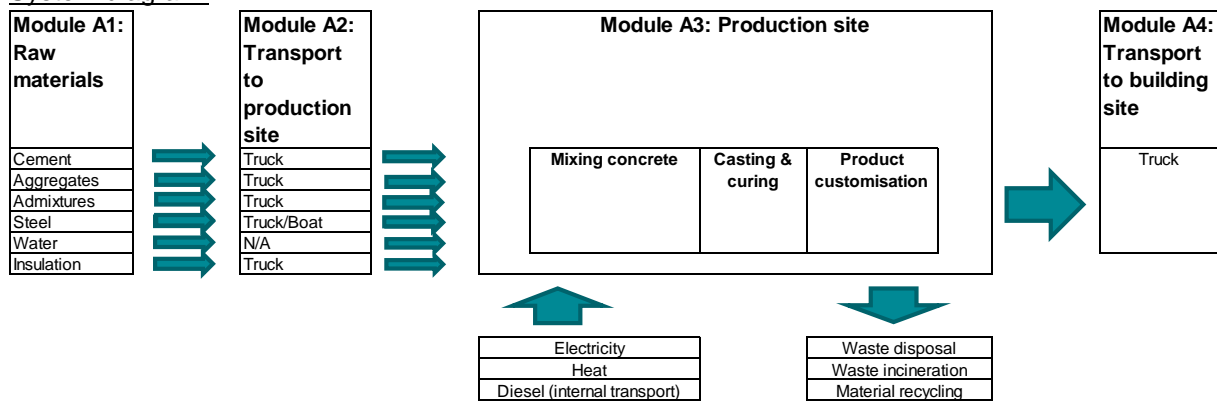 Module A1:
Raw
materials
Module A2:
Transport
to
production
site
Module A3: Production site
Module A4:
Transport
to building
site
Cement
Aggregates
Admixtures
Steel
Water
Insulation
Truck
Truck
Truck
Truck/Boat
N/A
Truck
Mixing concrete
Casting &
curing
Product
customisation
Truck
Electricity
Heat
Diesel (internal transport)
Waste disposal
Waste incineration
Material recycling